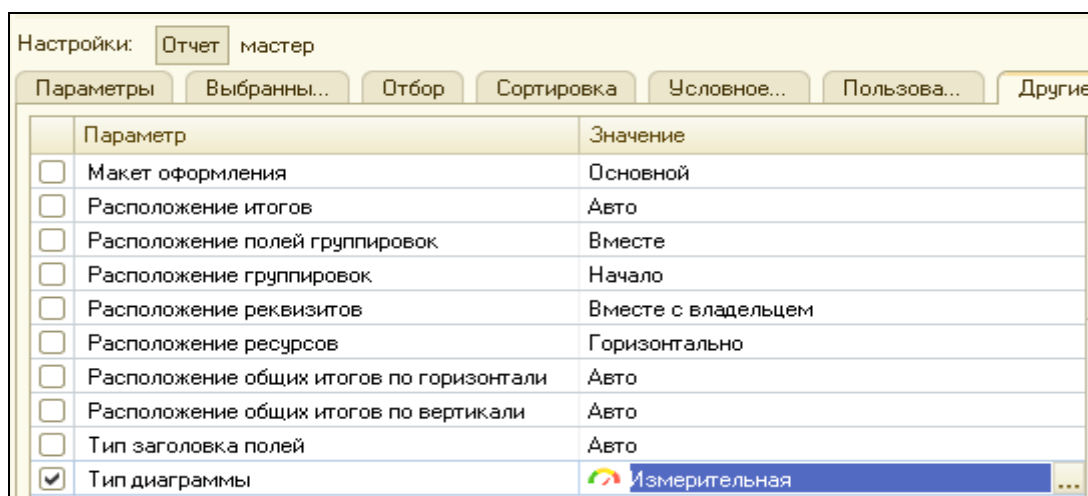 Настройки: Отчет мастер
Параметры Выбранны... Отбор Сортировка Условное... Пользова... Другие
Параметр Значение
Макет оформления Основной
Расположение итогов Авто
Расположение полей группировок Вместе
Расположение группировок Начало
Расположение реквизитов Вместе с владельцем
Расположение ресурсов Горизонтально
Расположение общих итогов по горизонтали Авто
Расположение общих итогов по вертикали Авто
Тип заголовка полей Авто
Тип диаграммы Измерительная ...